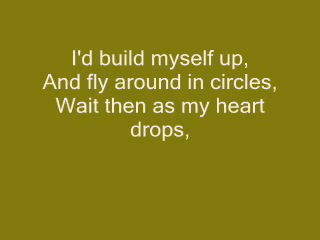 I'd build myself up,
And fly around in circles,
Wait then as my heart
drops,